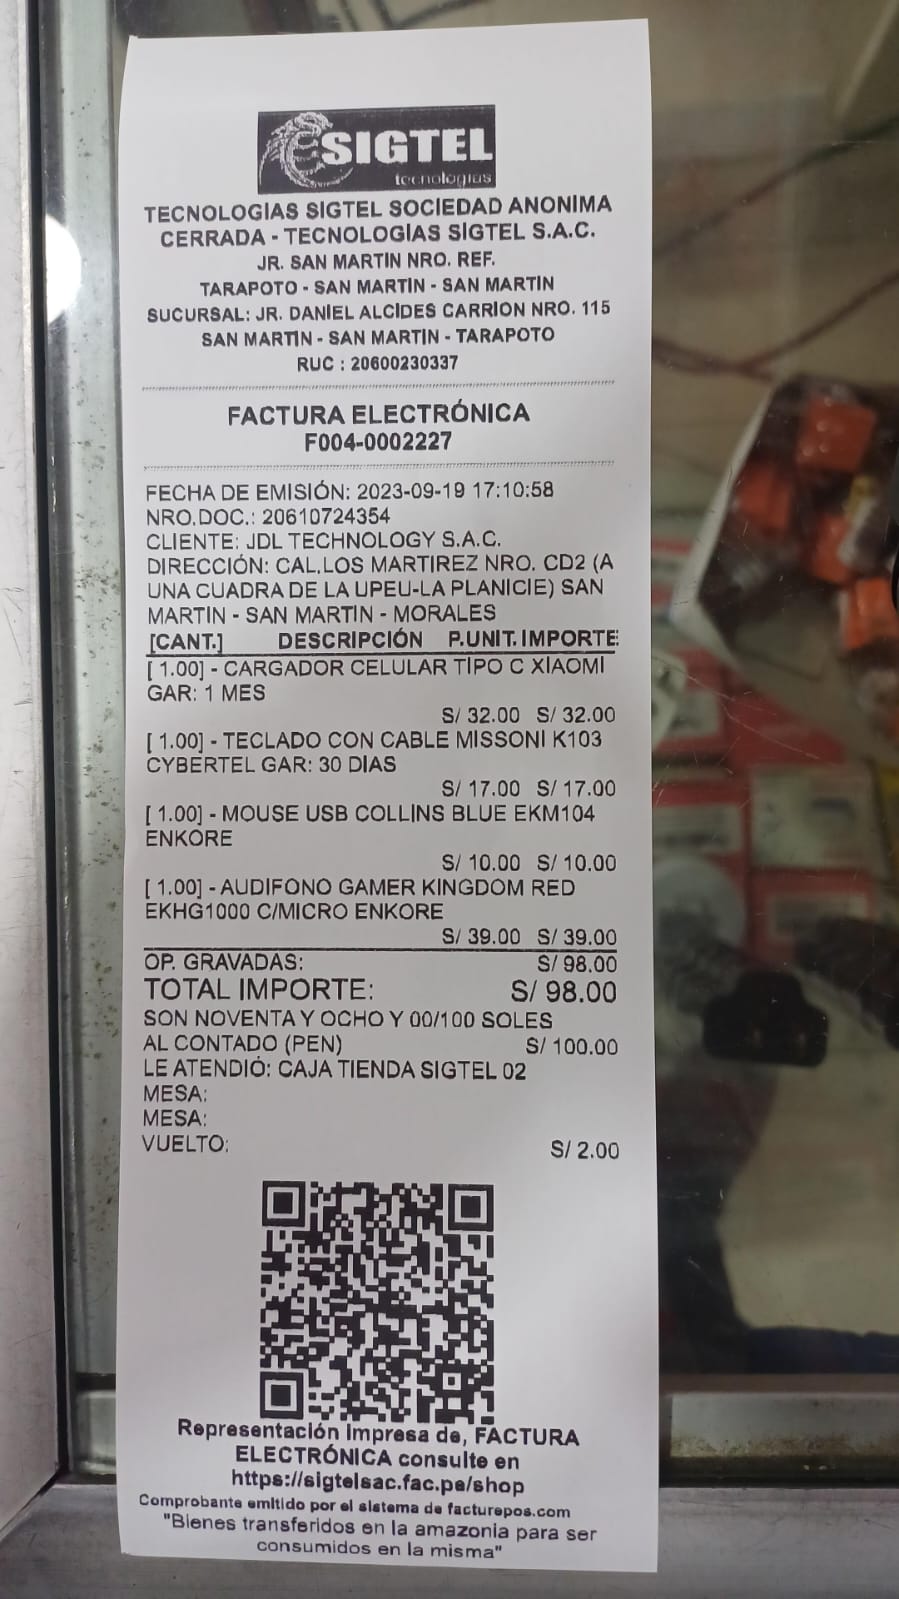 SIGTEL
tecnologias
TECNOLOGIAS SIGTEL SOCIEDAD ANONIMA
CERRADA - TECNOLOGIAS SIGTEL S.A.C.
JR. SAN MARTIN NRO. REF.
TARAPOTO - SAN MARTIN - SAN MARTIN
SUCURSAL: JR. DANIEL ALCIDES CARRION NRO. 115
SAN MARTIN - SAN MARTIN - TARAPOTO
RUC : 20600230337
FACTURA ELECTRÓNICA
F004-0002227
FECHA DE EMISIÓN: 2023-09-19 17:10:58
NRO.DOC.: 20610724354
CLIENTE: JDL TECHNOLOGY S.A.C.
DIRECCIÓN: CAL.LOS MARTIREZ NRO. CD2 (A
UNA CUADRA DE LA UPEU-LA PLANICIE) SAN
MARTIN - SAN MARTIN - MORALES
[CANT.] DESCRIPCIÓN P.UNIT. IMPORTE
[ 1.00] - CARGADOR CELULAR TIPO C XIAOMI
GAR: 1 MES
S/ 32.00 S/ 32.00
[ 1.00] - TECLADO CON CABLE MISSONI K103
CYBERTEL GAR: 30 DIAS
S/ 17.00 S/ 17.00
[ 1.00] - MOUSE USB COLLINS BLUE EKM104
ENKORE
S/ 10.00 S/ 10.00
[ 1.00] - AUDIFONO GAMER KINGDOM RED
EKHG1000 C/MICRO ENKORE
S/ 39.00 S/ 39.00
OP. GRAVADAS: S/ 98.00
TOTAL IMPORTE: S/ 98.00
SON NOVENTA Y OCHO Y 00/100 SOLES
AL CONTADO (PEN) S/ 100.00
LE ATENDIÓ: CAJA TIENDA SIGTEL 02
MESA:
MESA:
VUELTO: S/ 2.00
Representación impresa de, FACTURA
ELECTRÓNICA consulte en
https://sigtelsac.fac.pe/shop
Comprobante emitido por el sistema de facturepos.com
"Bienes transferidos en la amazonia para ser
consumidos en la misma"